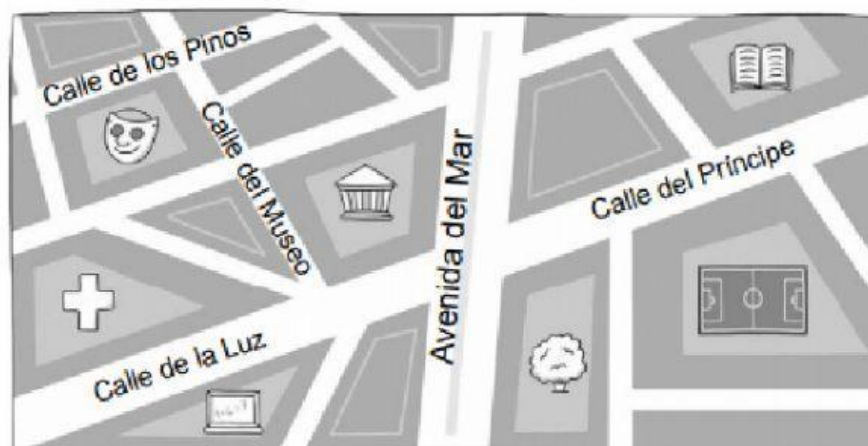 Calle de los Pinos
Calle del Museo
Avenida del Mar
Calle del Príncipe
Calle de la Luz